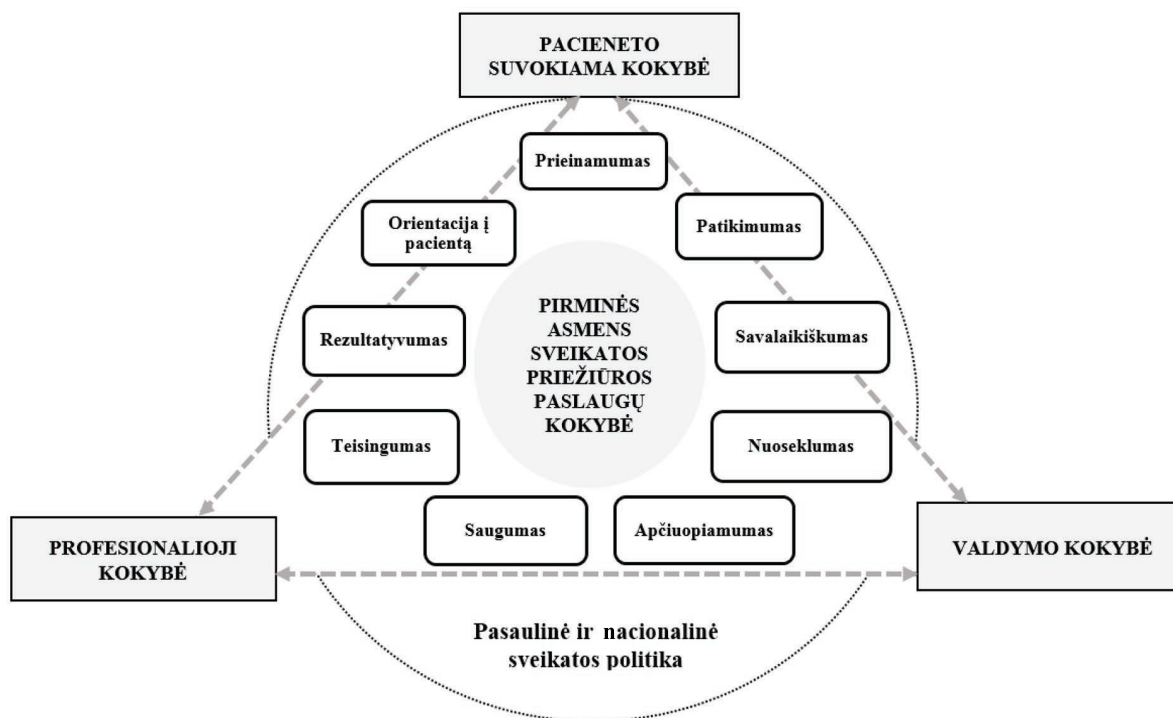 PACIENETO
SUVOKIAMA KOKYBĖ
Prieinamumas
Orientacija į
pacientą
Patikimumas
PIRMINĖS
ASMENS
SVEIKATOS
PRIEŽIŪROS
PASLAUGŲ
KOKYBĖ
Rezultatyvumas
Savalaikiškumas
Teisingumas
Nuoseklumas
Saugumas
Apčiuopiamumas
PROFESIONALIOJI
KOKYBĖ
VALDYMO KOKYBĖ
Pasaulinė ir nacionalinė
sveikatos politika